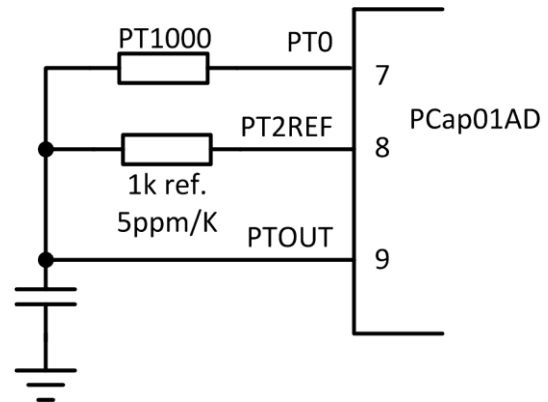 PT1000
PT0
7
PCap01AD
PT2REF
8
1k ref.
5ppm/K
PTOUT
9